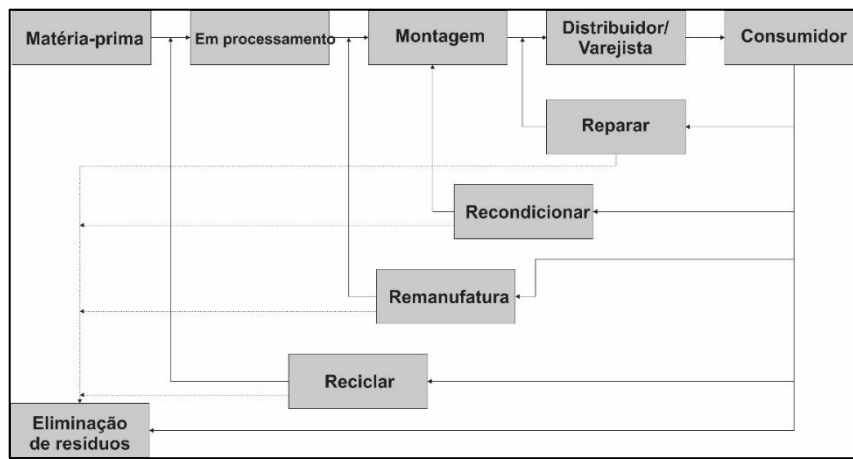 Matéria-prima
Em processamento
Montagem
Distribuidor/
Varejista
Consumidor
Reparar
Recondicionar
Remanufatura
Reciclar
Eliminação
de resíduos